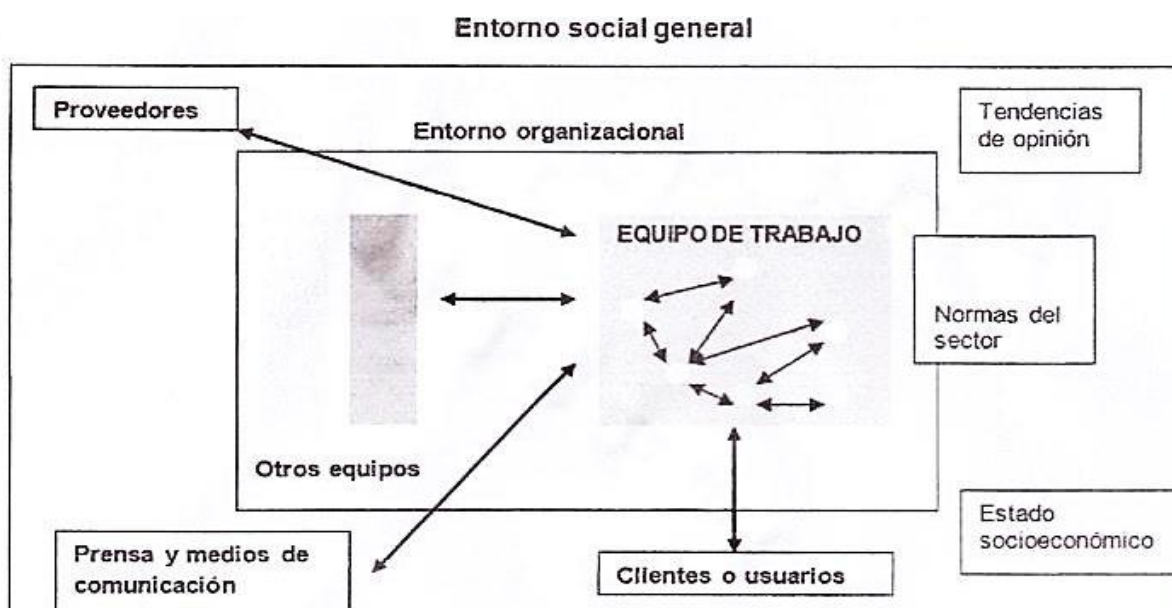 Entorno social general
Proveedores
Tendencias
de opinión
Entorno organizacional
EQUIPO DE TRABAJO
Normas del
sector
Otros equipos
Estado
socioeconómico
Prensa y medios de
comunicación
Clientes o usuarios